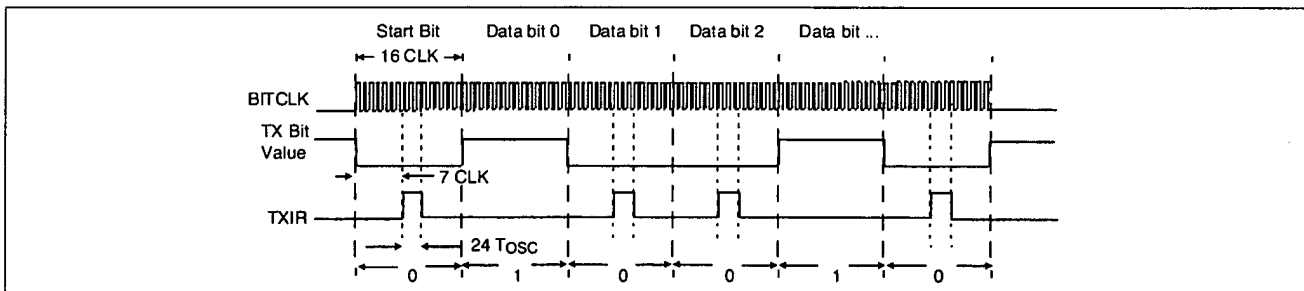 Start Bit Data bit 0 Data bit 1 Data bit 2 Data bit ...
16 CLK
BITCLK
TX Bit
Value
7 CLK
TXIR
24 TOSC
0 1 0 0 1 0